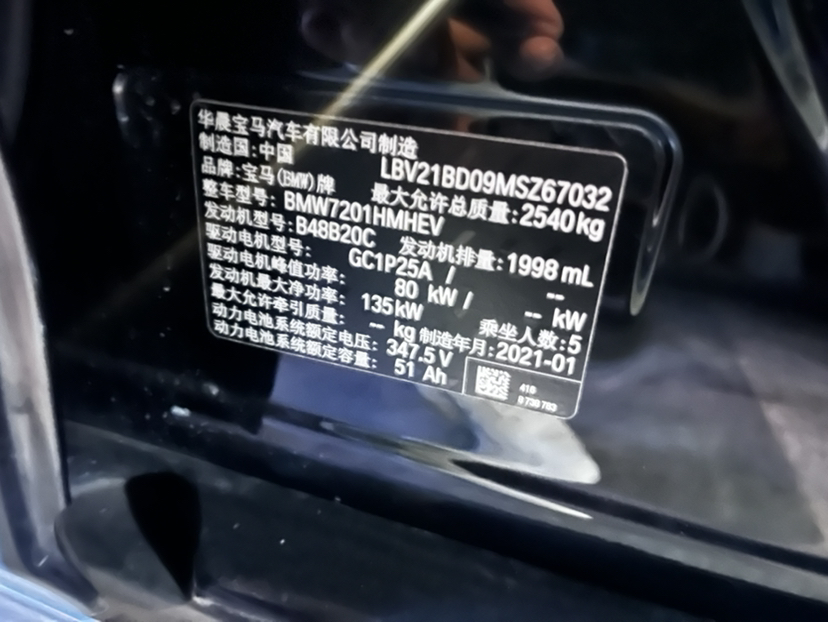 华晨宝马汽车有限公司制造
制造国:中国 LBV21BD09MSZ67032
品牌:宝马(BMW)牌 最大允许总质量:2540kg
整车型号:BMW7201HMHEV
发动机型号:B48B20C 发动机排量:1998 mL
驱动电机型号: GC1P25A / --
驱动电机峰值功率: 80 kW / -- kW
发动机最大净功率: 135kW 乘坐人数:5
最大允许牵引质量: -- kg 制造年月:2021-01
动力电池系统额定电压: 347.5 V
动力电池系统额定容量: 51 Ah